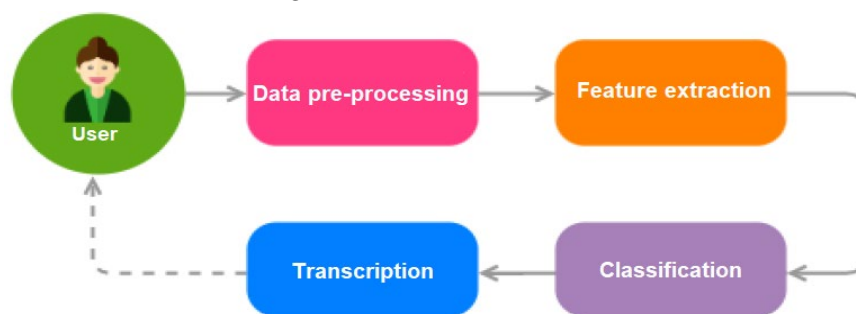 User
Data pre-processing
Feature extraction
Classification
Transcription